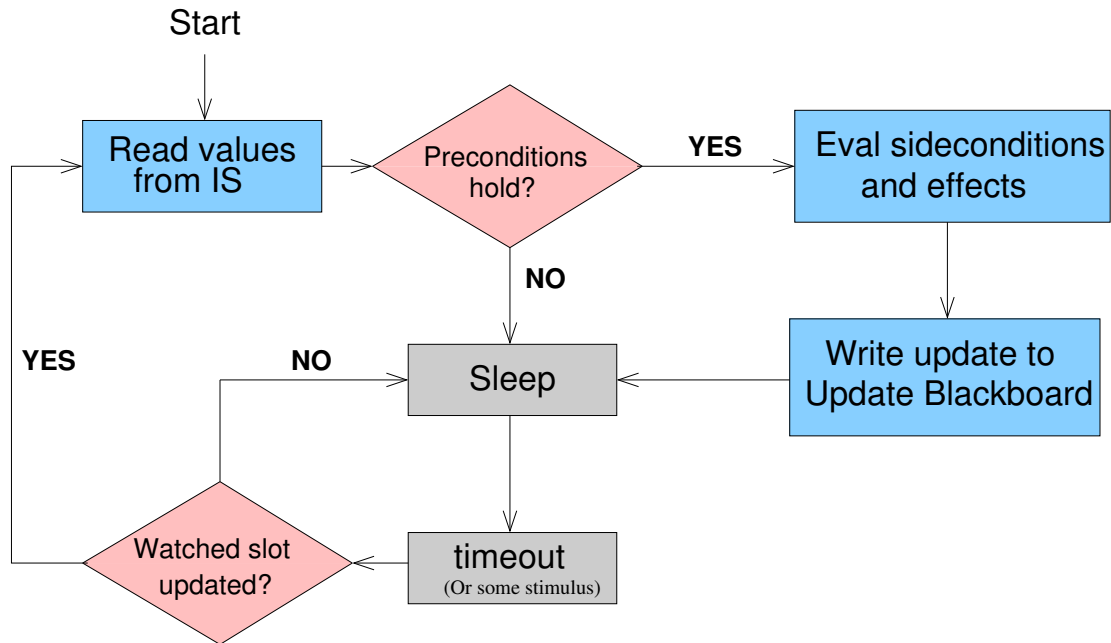 Start
Read values
from IS
Preconditions
hold?
YES
Eval sideconditions
and effects
NO
YES
NO
Sleep
Write update to
Update Blackboard
Watched slot
updated?
timeout
(Or some stimulus)